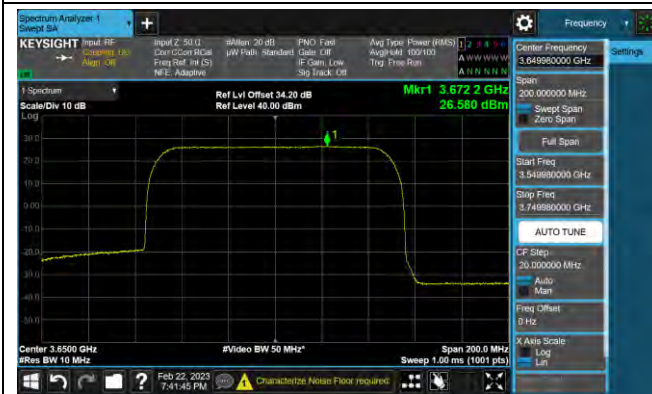 Spectrum Analyzer 1
Swept SA
+
Frequency
KEYSIGHT Input: RF
Coupling: DC
Align: Off
Input Z: 50 Ω
Corr CCorr RCal
Freq Ref: Int (S)
NFE: Adaptive
#Atten: 20 dB
µW Path: Standard
PNO: Fast
Gate: Off
IF Gain: Low
Sig Track: Off
Avg Type: Power (RMS)
Avg|Hold: 100/100
Trig: Free Run
1 2 3 4 5 6
A W W W W W
A N N N N N
1 Spectrum
Scale/Div 10 dB
Log
Ref Lvl Offset 34.20 dB
Ref Level 40.00 dBm
Mkr1 3.672 2 GHz
26.580 dBm
1
30.0
20.0
10.0
0.00
-10.0
-20.0
-30.0
-40.0
-50.0
Center 3.6500 GHz
#Res BW 10 MHz
#Video BW 50 MHz*
Span 200.0 MHz
Sweep 1.00 ms (1001 pts)
Feb 22, 2023
7:41:45 PM
Characterize Noise Floor required
Center Frequency
3.649980000 GHz
Settings
Span
200.000000 MHz
Swept Span
Zero Span
Full Span
Start Freq
3.549980000 GHz
Stop Freq
3.749980000 GHz
AUTO TUNE
CF Step
20.000000 MHz
Auto
Man
Freq Offset
0 Hz
X Axis Scale
Log
Lin